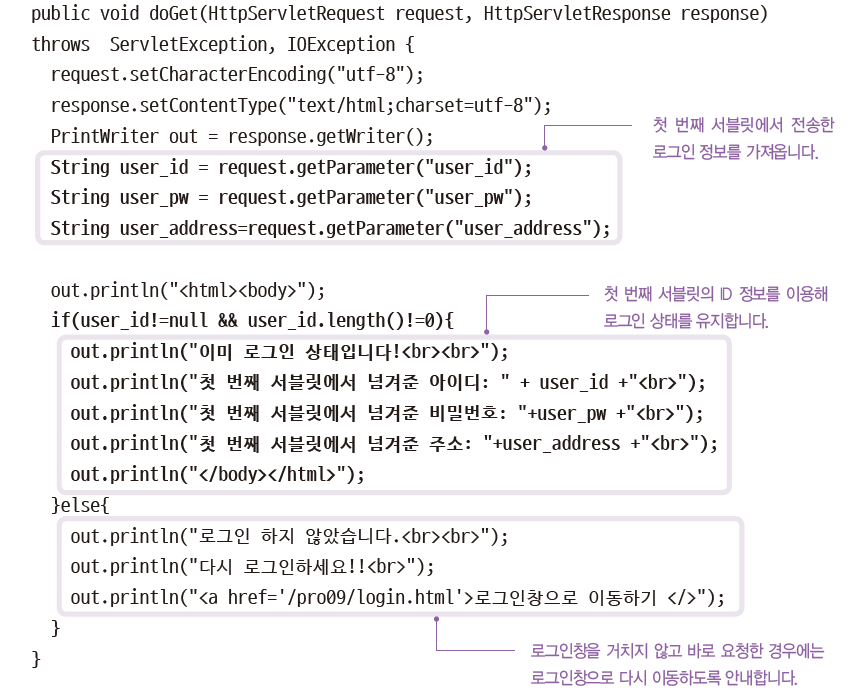 public void doGet(HttpServletRequest request, HttpServletResponse response)
throws  ServletException, IOException {
request.setCharacterEncoding("utf-8");
response.setContentType("text/html;charset=utf-8");
PrintWriter out = response.getWriter();
첫 번째 서블릿에서 전송한
로그인 정보를 가져옵니다.
String user_id = request.getParameter("user_id");
String user_pw = request.getParameter("user_pw");
String user_address=request.getParameter("user_address");
out.println("<html><body>");
첫 번째 서블릿의 ID 정보를 이용해
로그인 상태를 유지합니다.
if(user_id!=null && user_id.length()!=0){
out.println("이미 로그인 상태입니다!<br><br>");
out.println("첫 번째 서블릿에서 넘겨준 아이디: " + user_id +"<br>");
out.println("첫 번째 서블릿에서 넘겨준 비밀번호: "+user_pw +"<br>");
out.println("첫 번째 서블릿에서 넘겨준 주소: "+user_address +"<br>");
out.println("</body></html>");
}else{
out.println("로그인 하지 않았습니다.<br><br>");
out.println("다시 로그인하세요!!<br>");
out.println("<a href='/pro09/login.html'>로그인창으로 이동하기 </>");
}
}
로그인창을 거치지 않고 바로 요청한 경우에는
로그인창으로 다시 이동하도록 안내합니다.